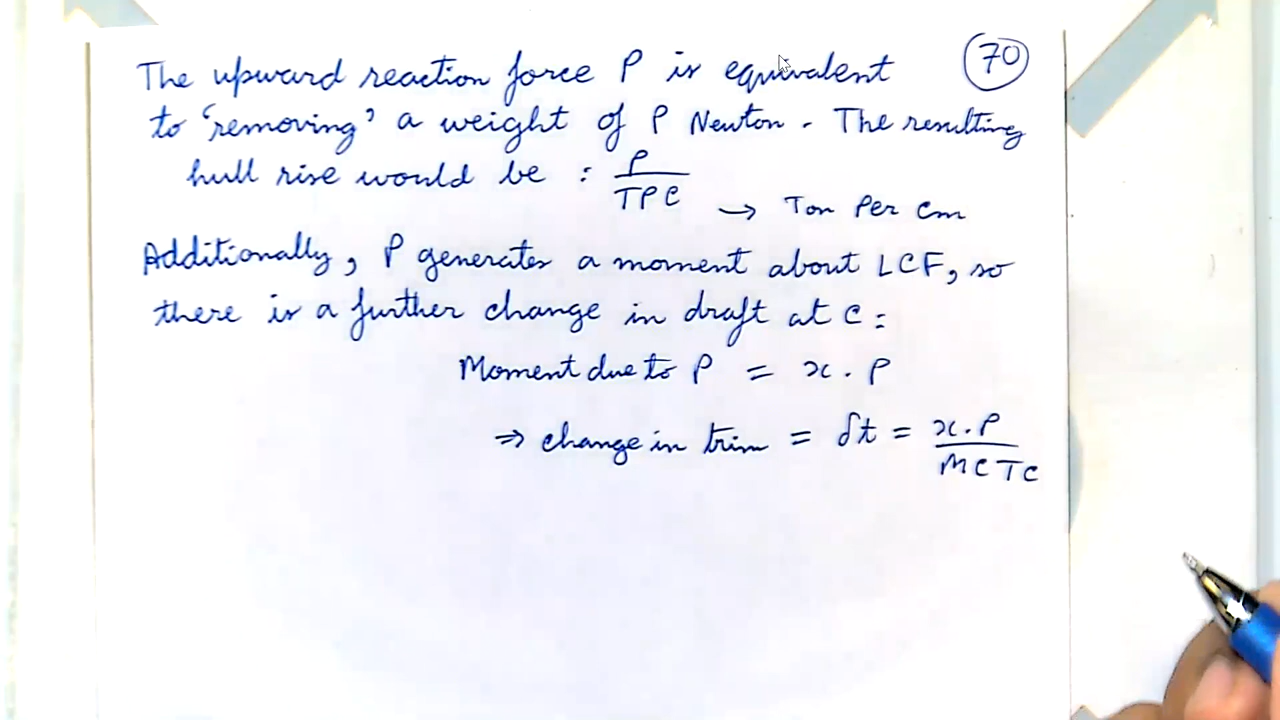 The upward reaction force P is equivalent
70
to 'removing' a weight of P Newton. The resulting
hull rise would be : P / TPC
→ Ton Per cm
Additionally, P generates a moment about LCF, so
there is a further change in draft at C:
Moment due to P = x . P
⇒ change in trim = δt = x.P / MCTC